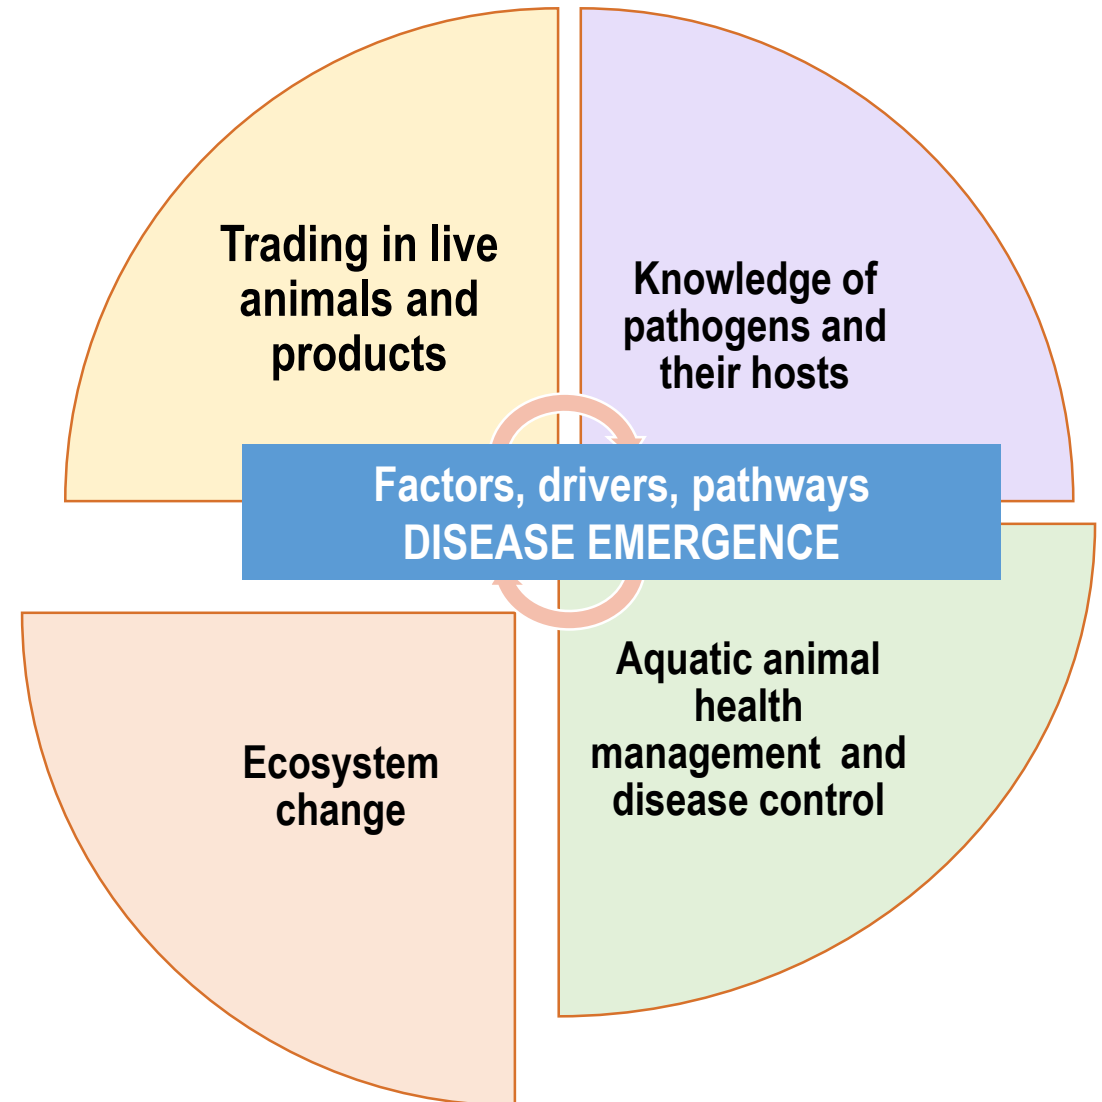 Trading in live
animals and
products
Knowledge of
pathogens and
their hosts
Factors, drivers, pathways
DISEASE EMERGENCE
Ecosystem
change
Aquatic animal
health
management  and
disease control